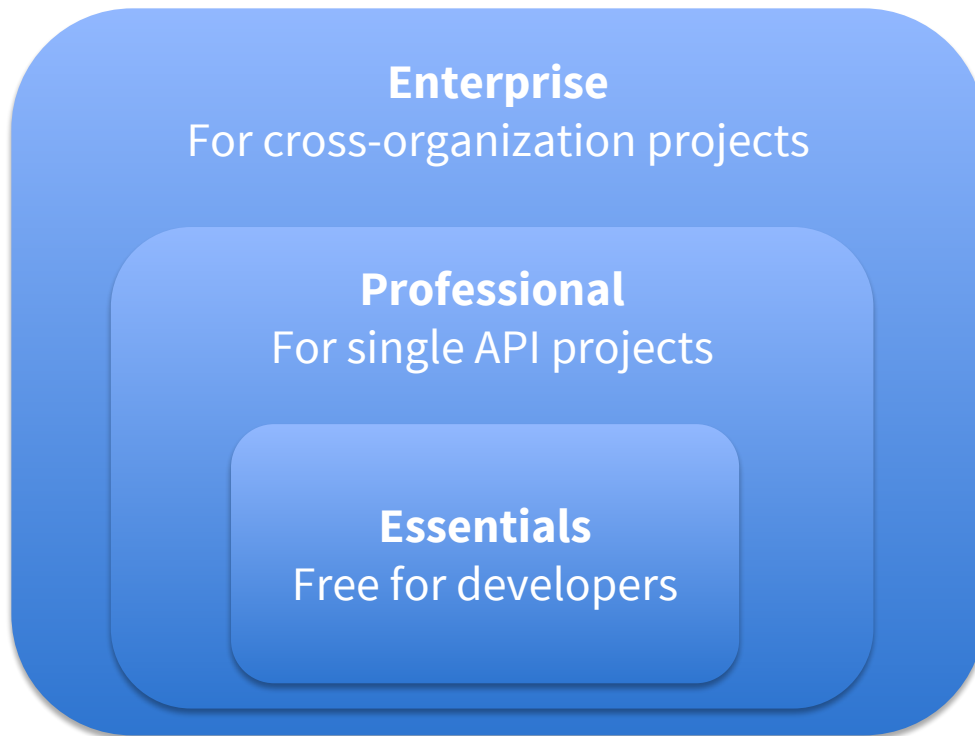 Enterprise
For cross-organization projects
Professional
For single API projects
Essentials
Free for developers